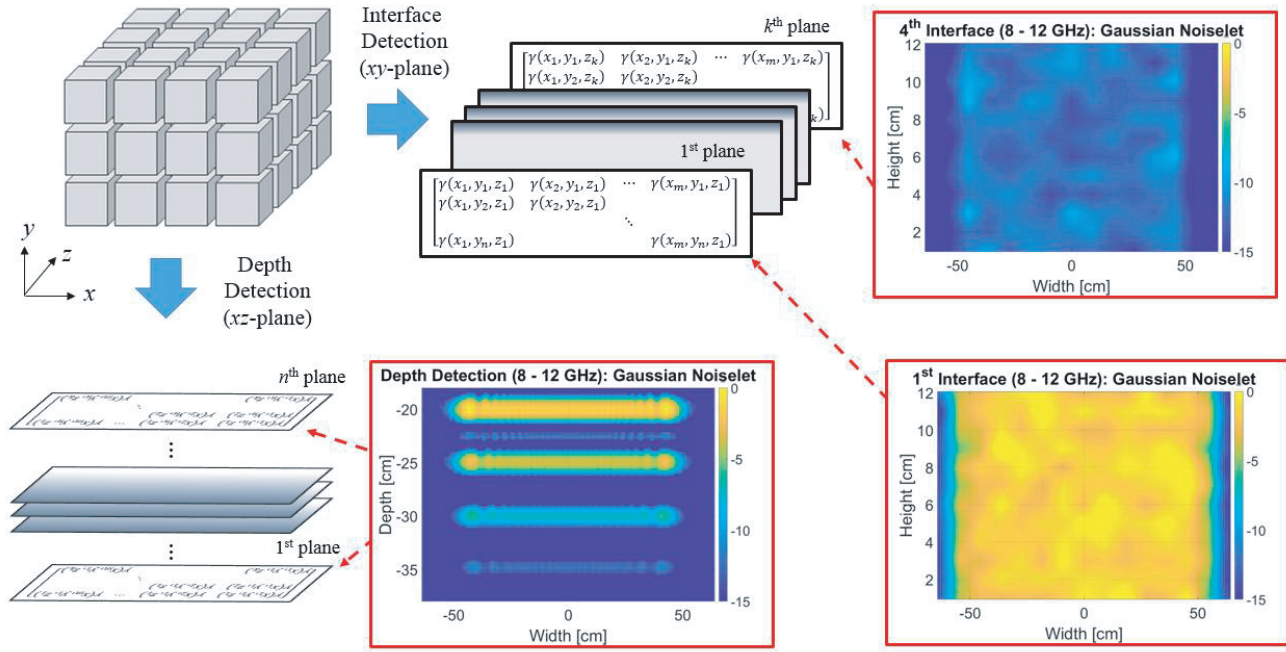 Interface
Detection
(xy-plane)
kth plane
γ(x1, y1, zk) γ(x2, y1, zk) ⋯ γ(xm, y1, zk)
γ(x1, y2, zk) γ(x2, y2, zk)
k)
1st plane
γ(x1, y1, z1) γ(x2, y1, z1) ⋯ γ(xm, y1, z1)
γ(x1, y2, z1) γ(x2, y2, z1)
⋱
γ(x1, yn, z1) γ(xm, yn, z1)
4th Interface (8 - 12 GHz): Gaussian Noiselet
Height [cm]
12
10
8
6
4
2
-50
0
50
Width [cm]
0
-5
-10
-15
y
z
x
Depth
Detection
(xz-plane)
nth plane
⋮
1st plane
⋮
Depth Detection (8 - 12 GHz): Gaussian Noiselet
Depth [cm]
-20
-25
-30
-35
-50
0
50
Width [cm]
0
-5
-10
-15
1st Interface (8 - 12 GHz): Gaussian Noiselet
Height [cm]
12
10
8
6
4
2
-50
0
50
Width [cm]
0
-5
-10
-15